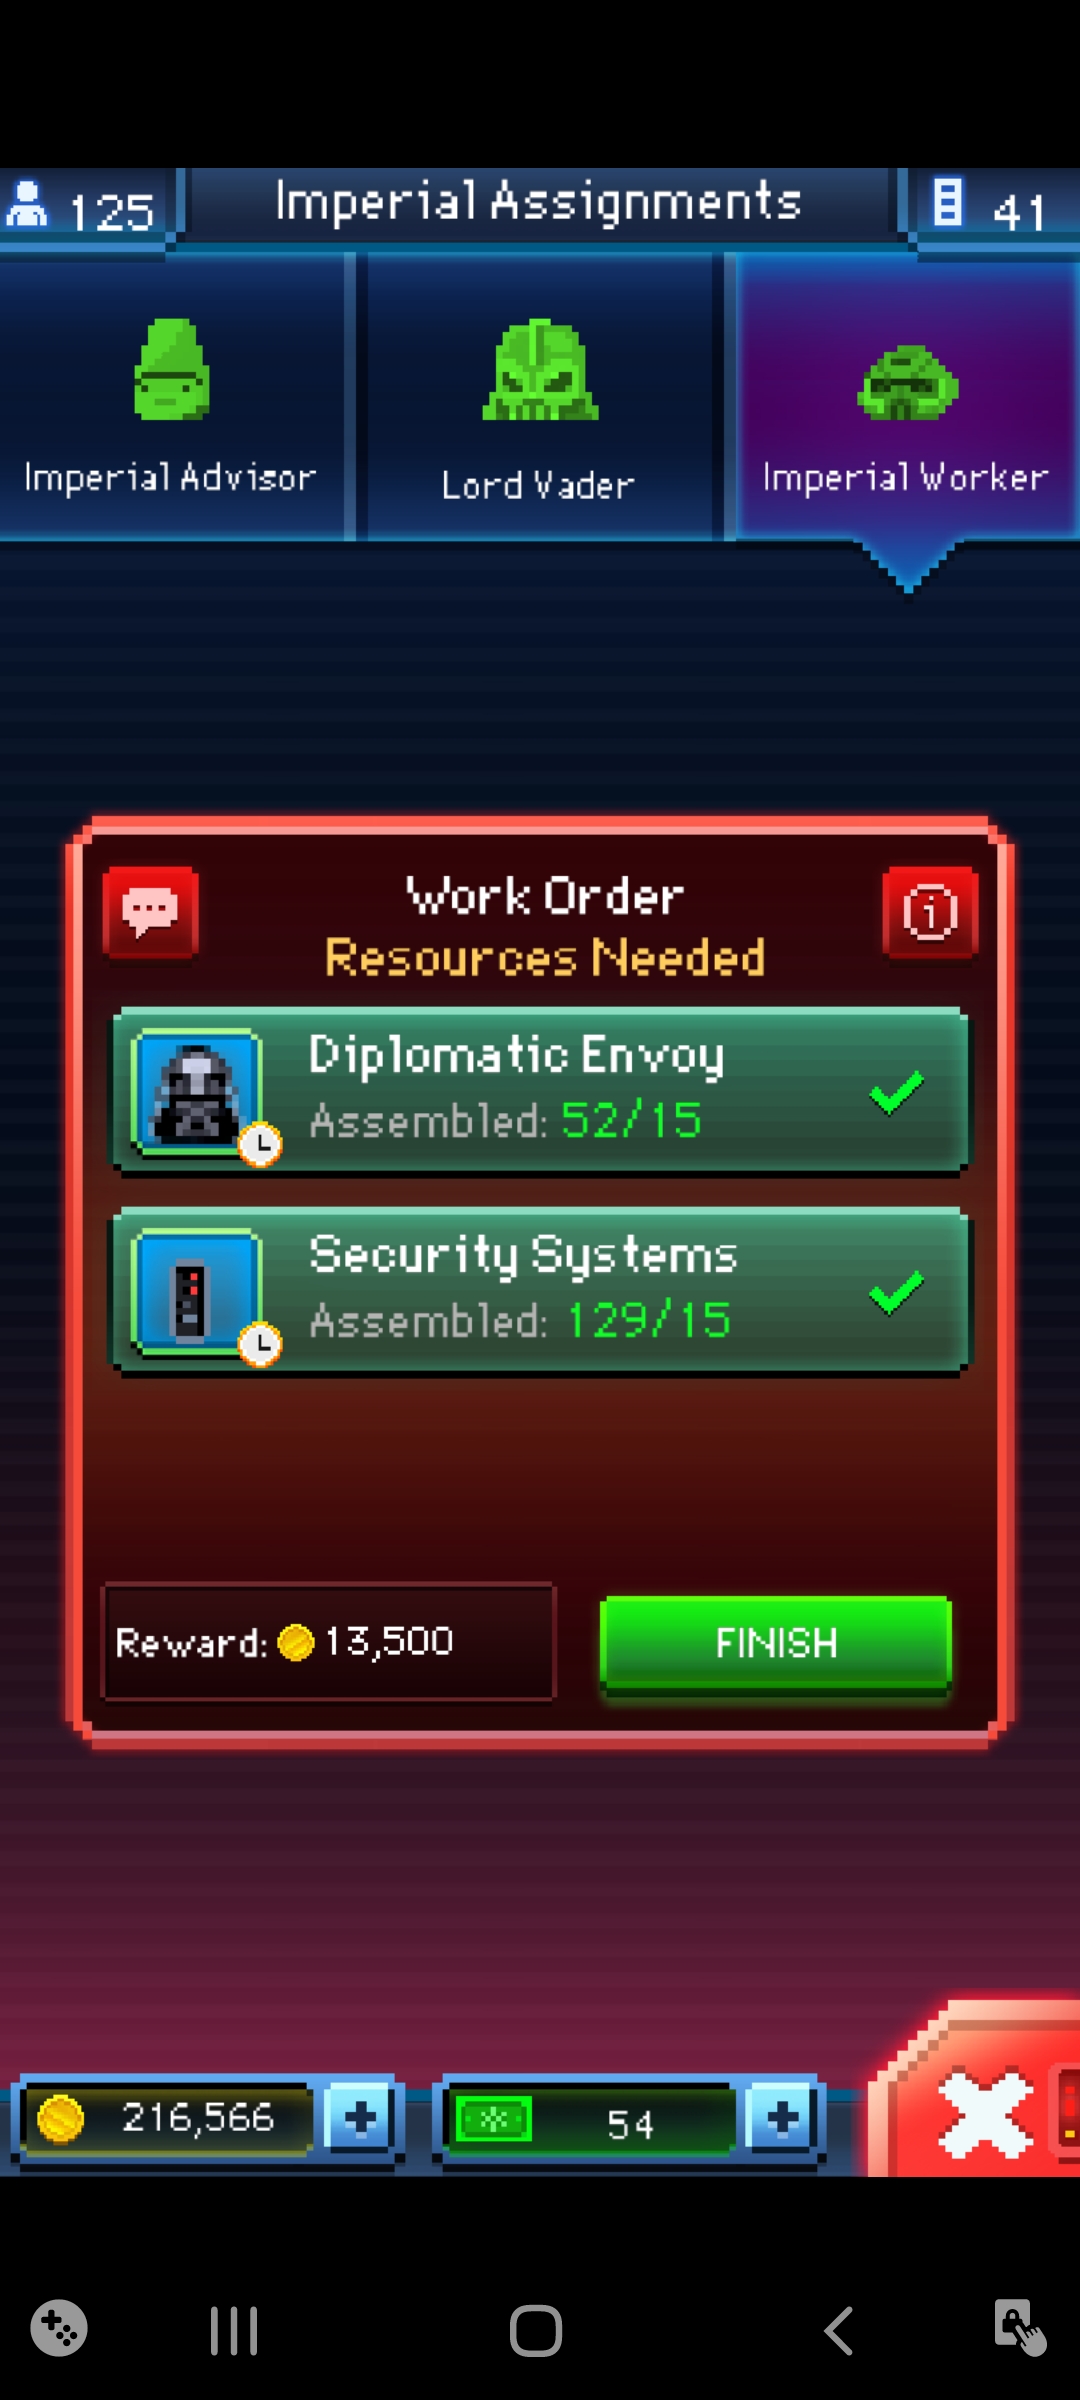 125
Imperial Assignments
41
Imperial Advisor
Lord Vader
Imperial Worker
Work Order
Resources Needed
Diplomatic Envoy
Assembled: 52/15
Security Systems
Assembled: 129/15
Reward: 13,500
FINISH
216,566
54